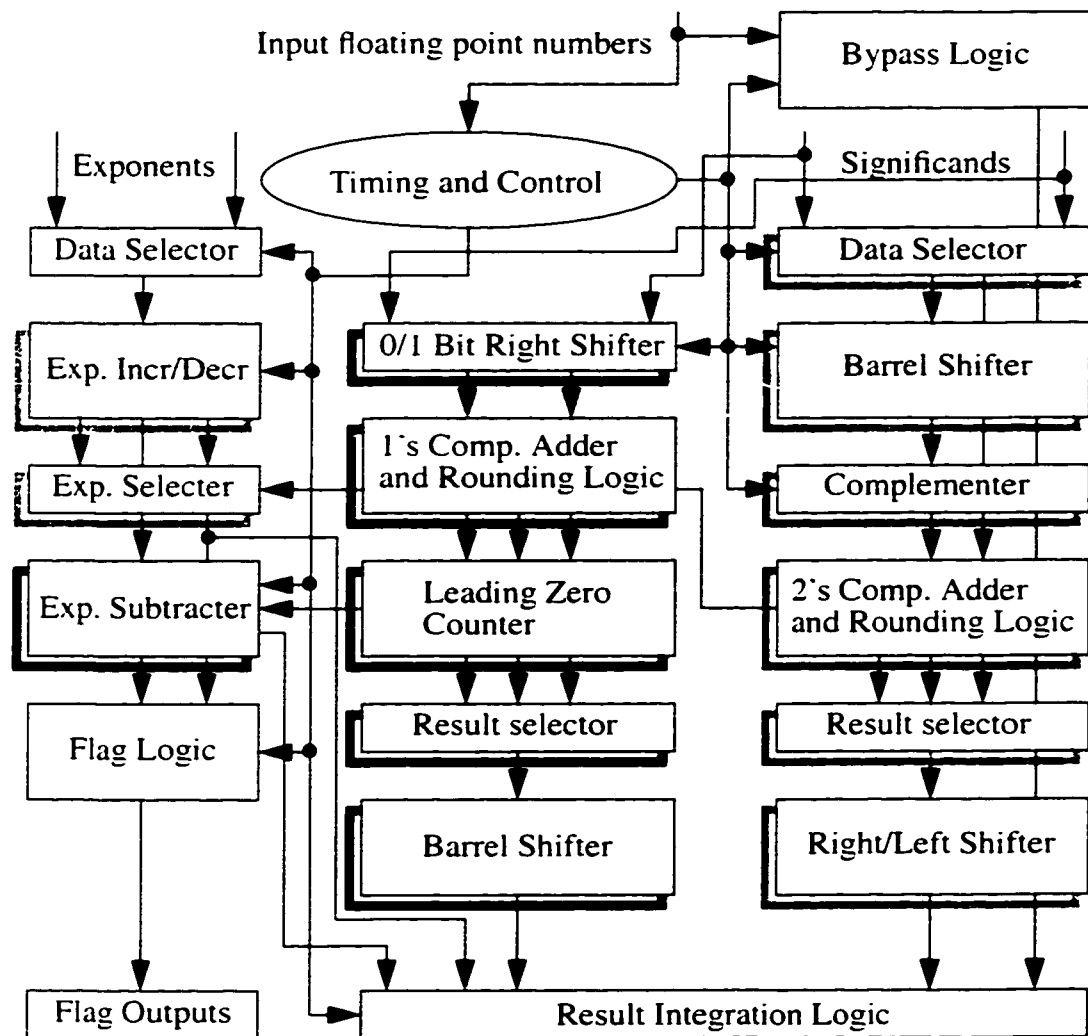 Input floating point numbers
Bypass Logic
Exponents
Timing and Control
Significands
Data Selector
Data Selector
Exp. Incr/Decr
0/1 Bit Right Shifter
Barrel Shifter
Exp. Selecter
1's Comp. Adder
and Rounding Logic
Complementer
Exp. Subtracter
Leading Zero
Counter
2's Comp. Adder
and Rounding Logic
Flag Logic
Result selector
Result selector
Barrel Shifter
Right/Left Shifter
Flag Outputs
Result Integration Logic